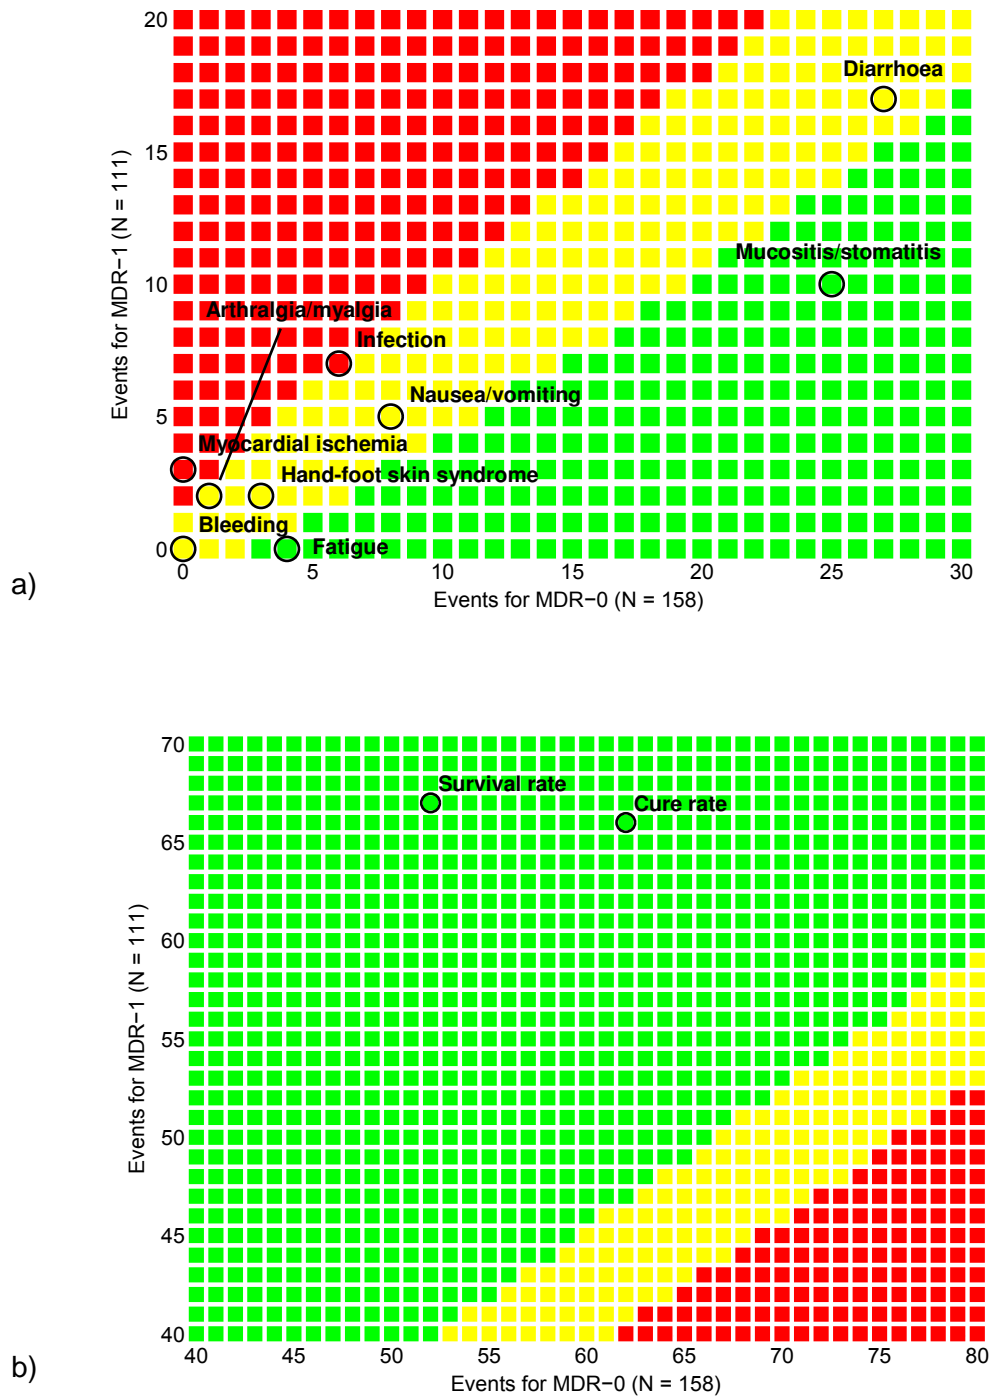 20
15
10
5
0
Events for MDR−1 (N = 111)
Diarrhoea
Mucositis/stomatitis
Arthralgia/myalgia
Infection
Nausea/vomiting
Myocardial ischemia
Hand-foot skin syndrome
Bleeding
Fatigue
0 5 10 15 20 25 30
Events for MDR−0 (N = 158)
a)
70
65
60
55
50
45
40
Events for MDR−1 (N = 111)
Survival rate
Cure rate
40 45 50 55 60 65 70 75 80
Events for MDR−0 (N = 158)
b)